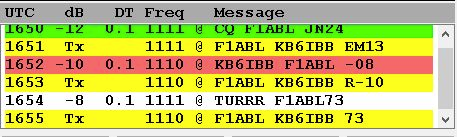 UTC dB DT Freq Message
1650 -12 0.1 1111 @ CQ F1ABL JN24
1651 Tx 1111 @ F1ABL KB6IBB EM13
1652 -10 0.1 1110 @ KB6IBB F1ABL -08
1653 Tx 1110 @ F1ABL KB6IBB R-10
1654 -8 0.1 1111 @ TURRR F1ABL73
1655 Tx 1110 @ F1ABL KB6IBB 73